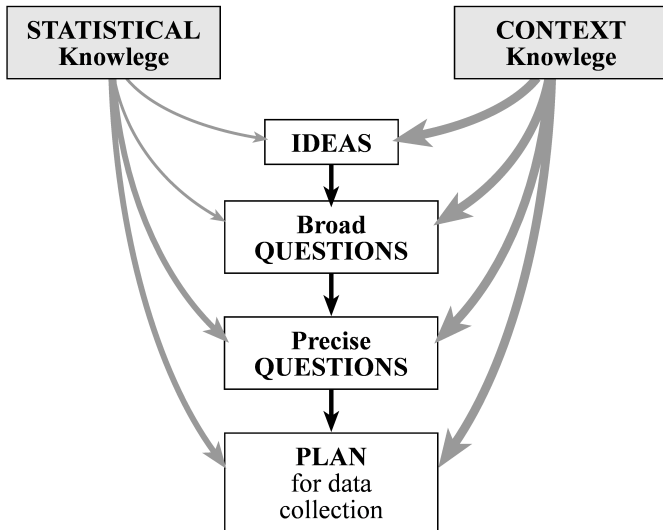 STATISTICAL
Knowlege
CONTEXT
Knowlege
IDEAS
Broad
QUESTIONS
Precise
QUESTIONS
PLAN
for data
collection